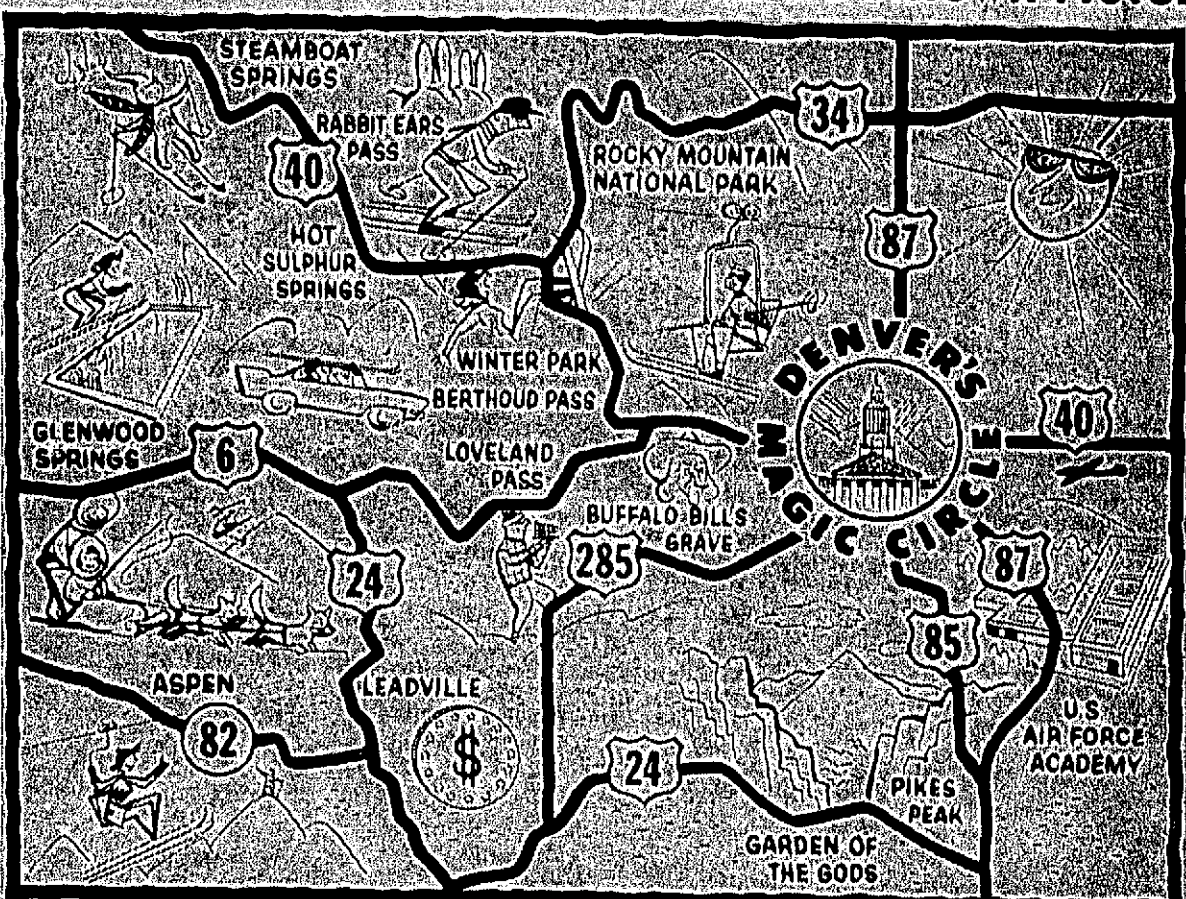 STEAMBOAT
SPRINGS
RABBIT EARS
PASS
40
34
ROCKY MOUNTAIN
NATIONAL PARK
87
HOT
SULPHUR
SPRINGS
WINTER PARK
BERTHOUD PASS
DENVER'S
MAGIC CIRCLE
40
GLENWOOD
SPRINGS
6
LOVELAND
PASS
BUFFALO BILLS
GRAVE
24
285
87
85
ASPEN
LEADVILLE
82
$
24
U.S
AIR FORCE
ACADEMY
PIKES
PEAK
GARDEN OF
THE GODS